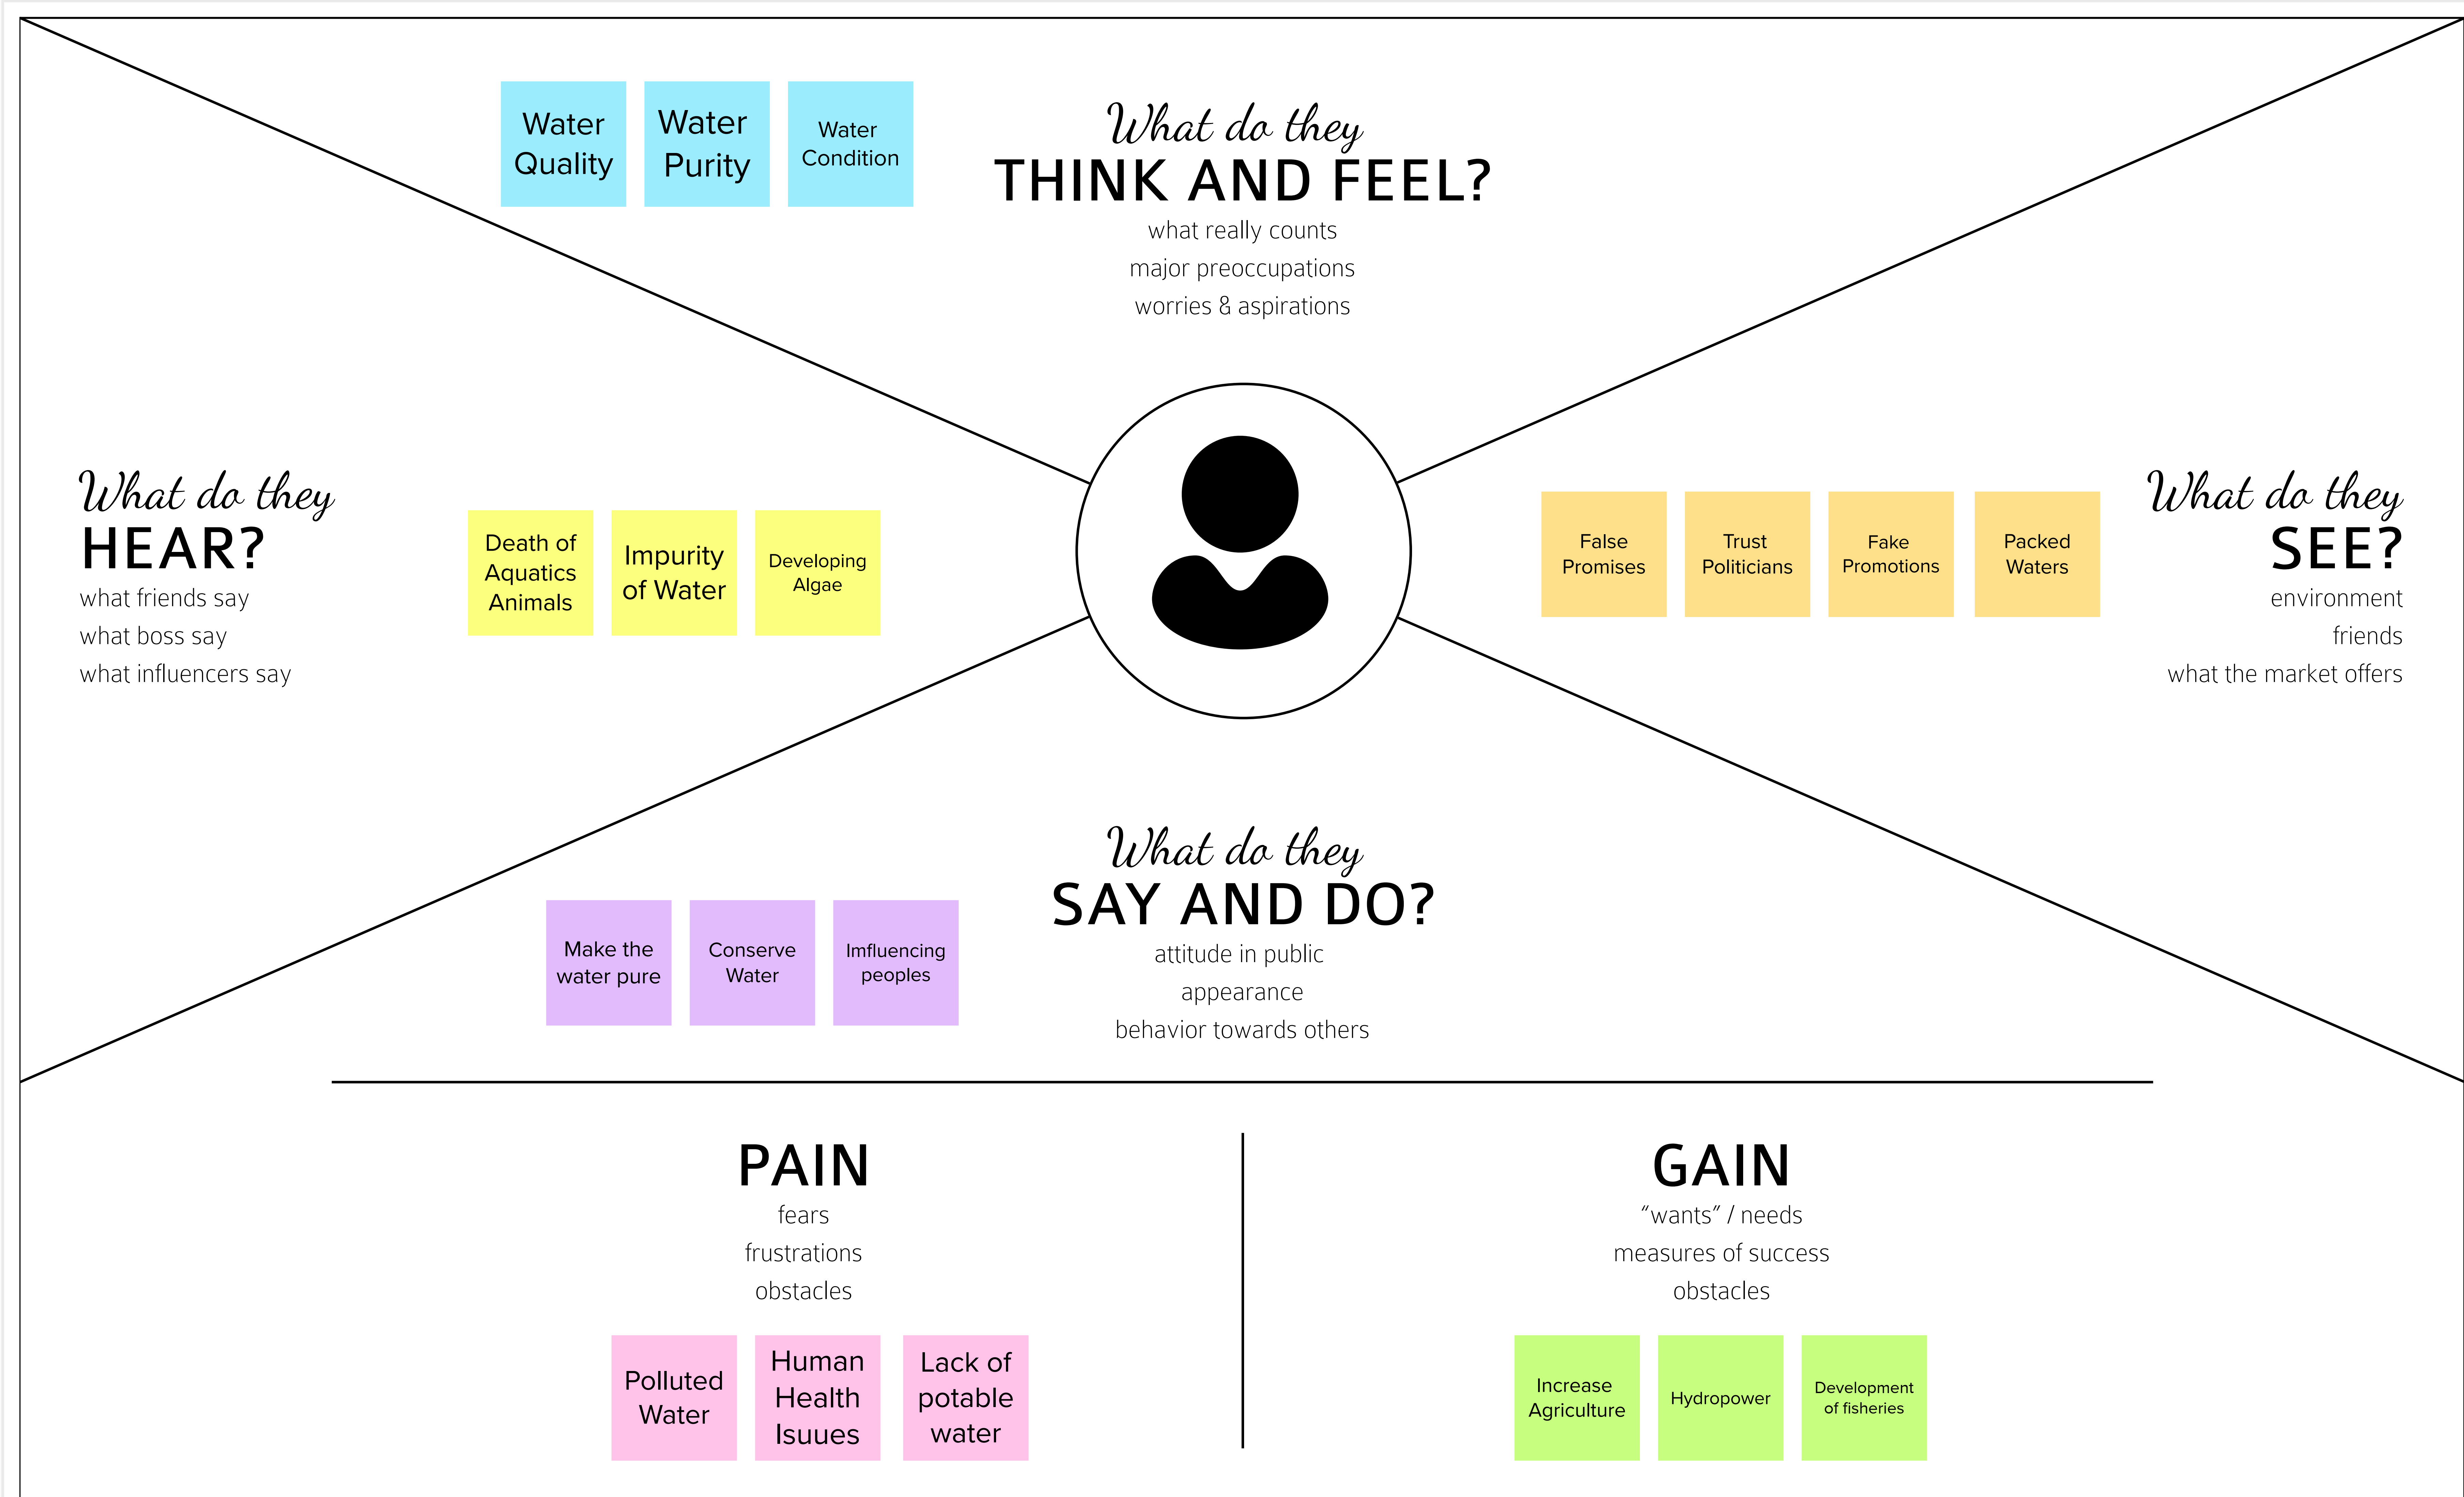 Water
Quality
Water
Purity
Water
Condition
What do they
THINK AND FEEL?
what really counts
major preoccupations
worries & aspirations
What do they
HEAR?
what friends say
what boss say
what influencers say
Death of
Aquatics
Animals
Impurity
of Water
Developing
Algae
False
Promises
Trust
Politicians
Fake
Promotions
Packed
Waters
What do they
SEE?
environment
friends
what the market offers
What do they
SAY AND DO?
attitude in public
appearance
behavior towards others
Make the
water pure
Conserve
Water
Imfluencing
peoples
PAIN
fears
frustrations
obstacles
Polluted
Water
Human
Health
Isuues
Lack of
potable
water
GAIN
“wants” / needs
measures of success
obstacles
Increase
Agriculture
Hydropower
Development
of fisheries